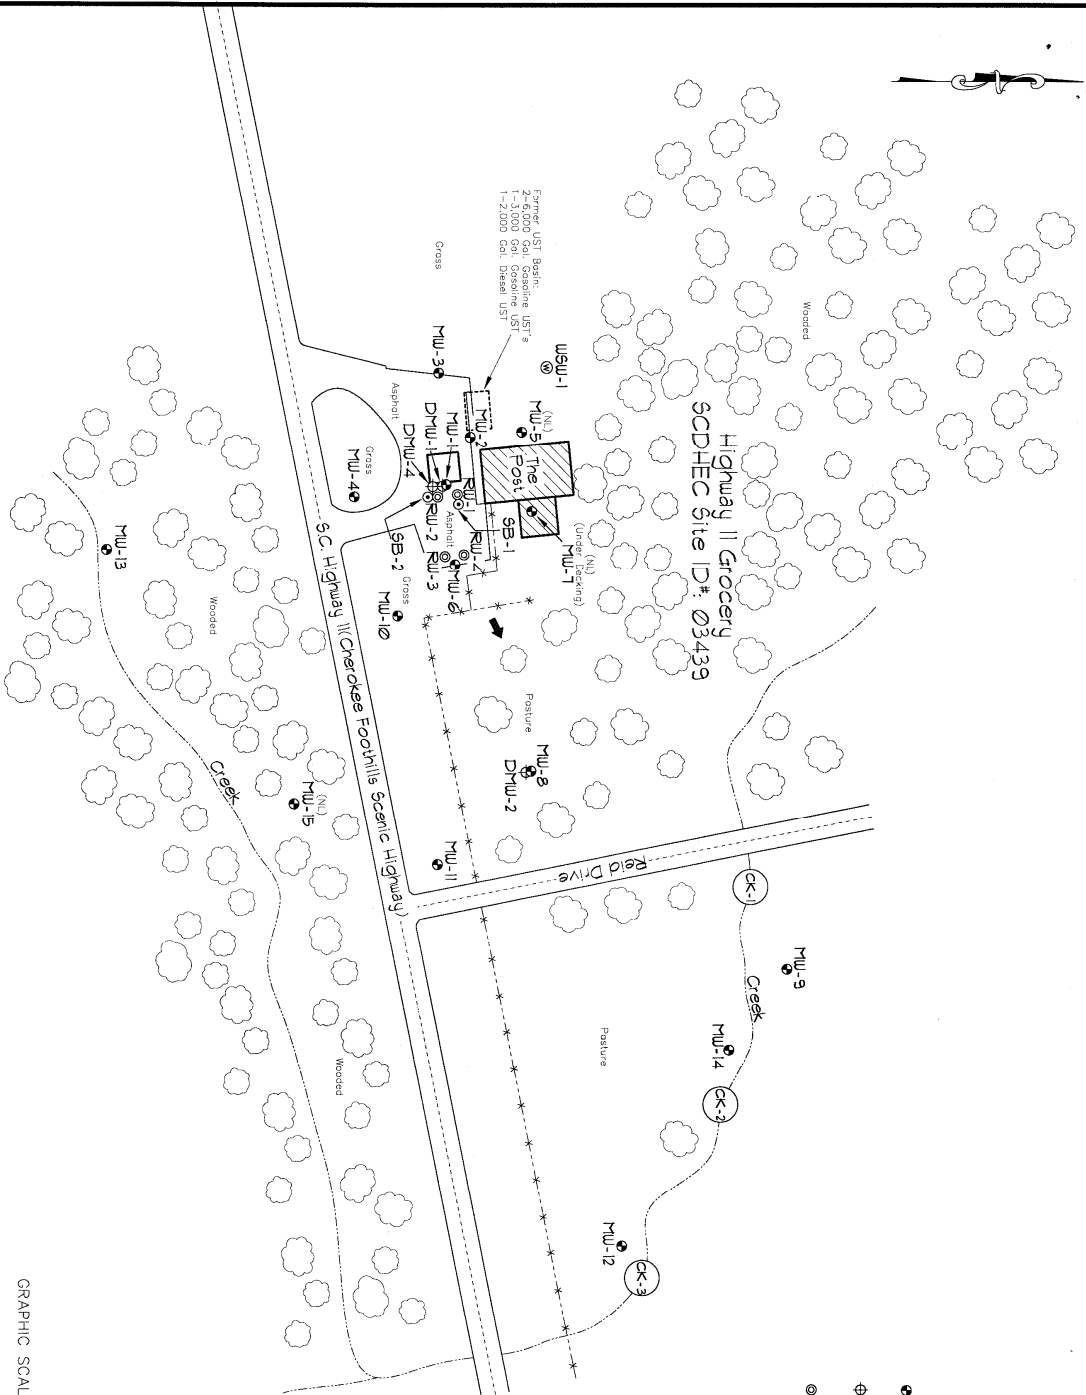 Highway 11 Grocery
SCDHEC Site ID#: 03439
Former UST Basin:
2-6,000 Gal. Gasoline UST's
1-3,000 Gal. Gasoline UST
1-2,000 Gal. Diesel UST
Wooded
Grass
WSW-1
W
MW-3
MW-5
(NL)
The
Post
MW-2
Asphalt
MW-1
DMW-1
DMW-4
Grass
MW-4
RW-1
RW-2
Asphalt
SB-1
RW-2
SB-2
RW-3
MW-6
MW-7
(NL)
(Under Decking)
Grass
MW-10
MW-13
Wooded
S.C. Highway 11(Cherokee Foothills Scenic Highway)
Pasture
MW-8
DMW-2
Creek
MW-15
(NL)
MW-11
Reid Drive
CK-1
MW-9
Creek
MW-14
CK-2
Pasture
Wooded
MW-12
CK-3
GRAPHIC SCAL